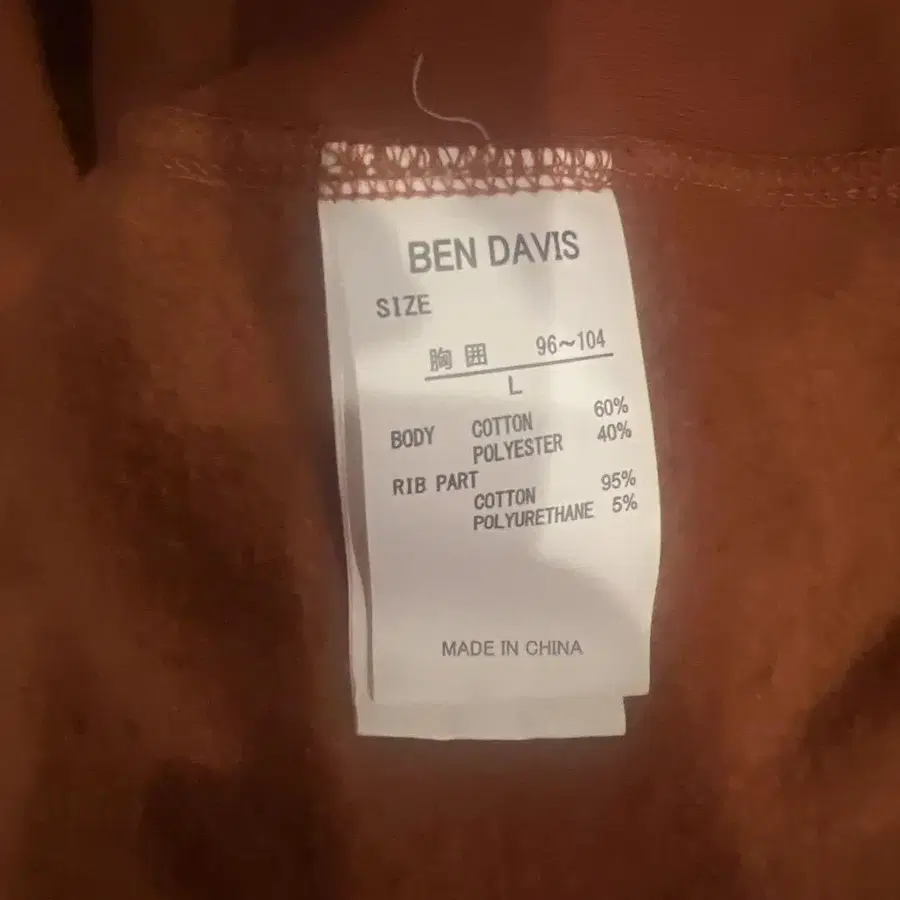 BEN DAVIS
SIZE
胸囲 96~104
L
BODY COTTON 60%
POLYESTER 40%
RIB PART
COTTON 95%
POLYURETHANE 5%
MADE IN CHINA